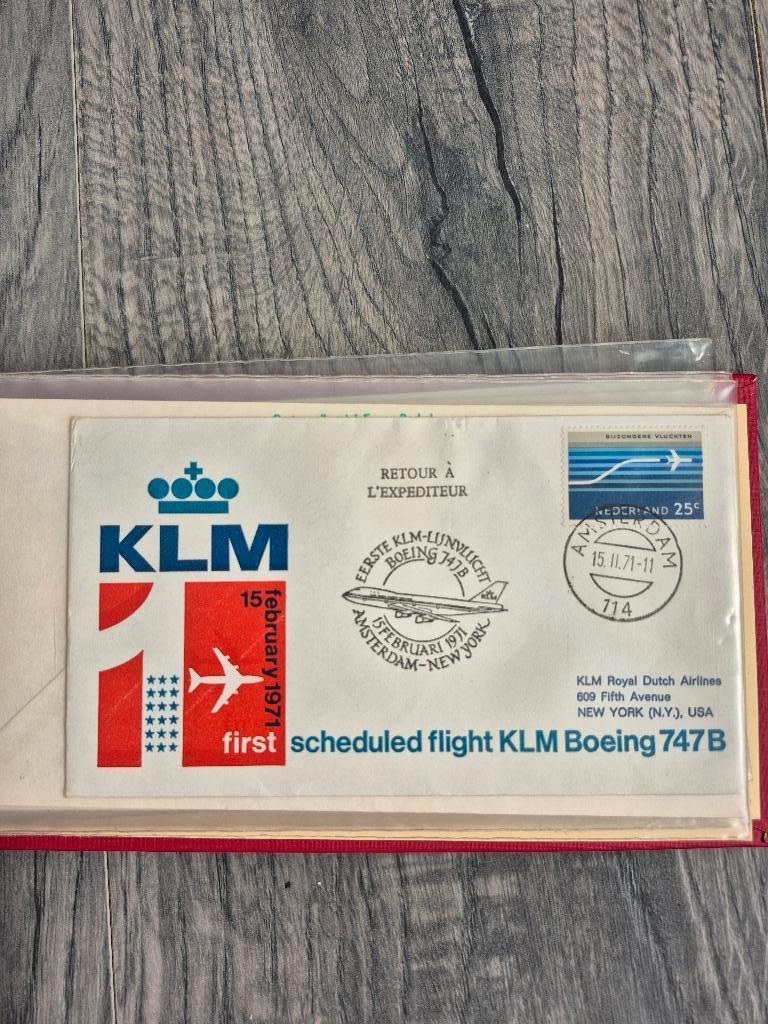 KLM
15 february 1971
first scheduled flight KLM Boeing 747B
RETOUR À
L'EXPEDITEUR
EERSTE KLM-LIJNVLUCHT
BOEING 747B
KLM
15 FEBRUARI 1971
AMSTERDAM-NEW YORK
BIJZONDERE VLUCHTEN
NEDERLAND 25c
AMSTERDAM
15.II.71-11
714
KLM Royal Dutch Airlines
609 Fifth Avenue
NEW YORK (N.Y.), USA